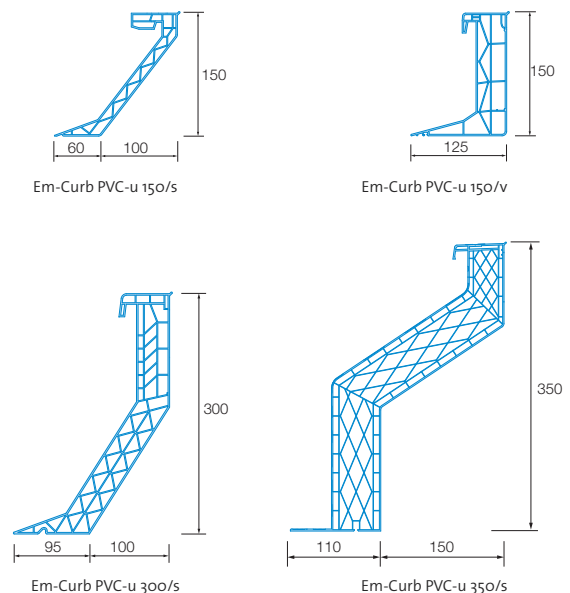 150
60
100
Em-Curb PVC-u 150/s
150
125
Em-Curb PVC-u 150/v
300
95
100
Em-Curb PVC-u 300/s
350
110
150
Em-Curb PVC-u 350/s